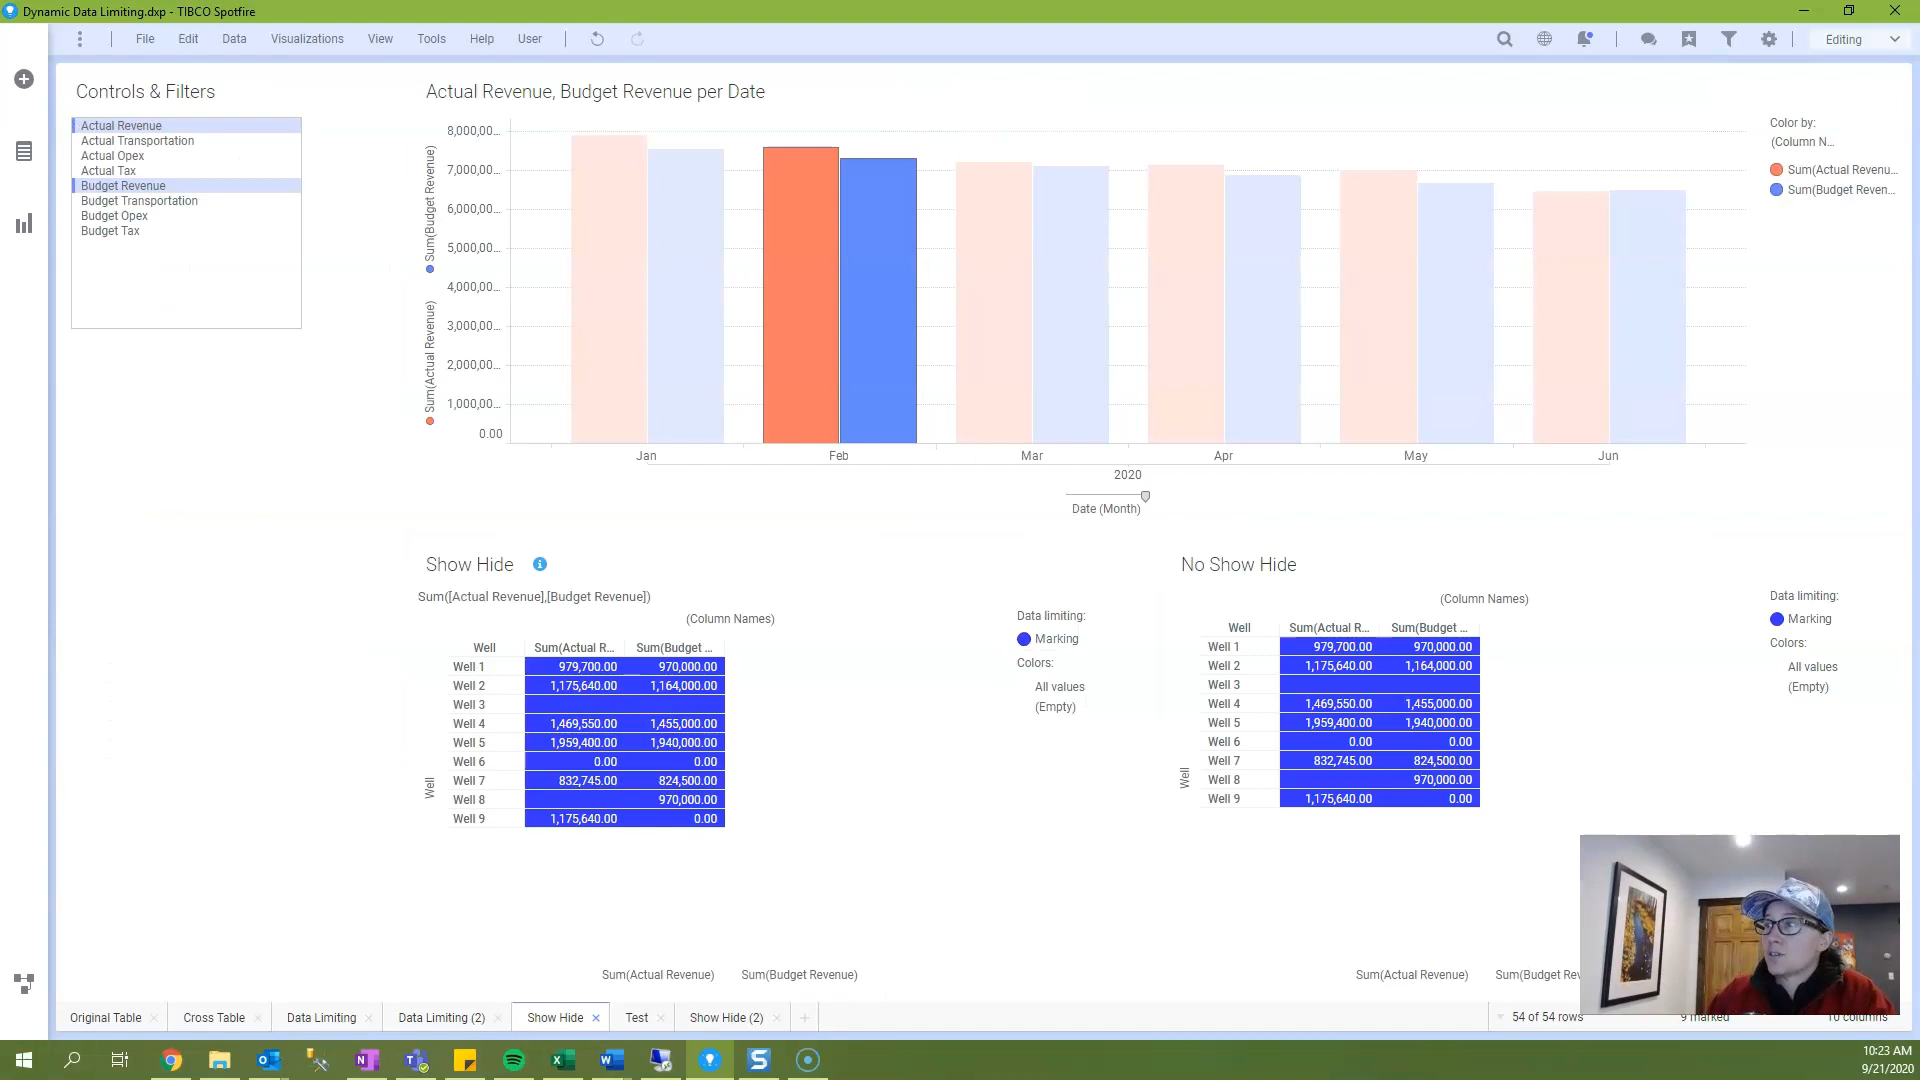 Dynamic Data Limiting.dxp - TIBCO Spotfire
File Edit Data Visualizations View Tools Help User
Editing
Controls & Filters
Actual Revenue
Actual Transportation
Actual Opex
Actual Tax
Budget Revenue
Budget Transportation
Budget Opex
Budget Tax
Actual Revenue, Budget Revenue per Date
Sum(Budget Revenue)
Sum(Actual Revenue)
8,000,00...
7,000,00...
6,000,00...
5,000,00...
4,000,00...
3,000,00...
2,000,00...
1,000,00...
0.00
Jan Feb Mar Apr May Jun
2020
Date (Month)
Color by:
(Column N...
Sum(Actual Revenu...
Sum(Budget Reven...
Show Hide
Sum([Actual Revenue],[Budget Revenue])
(Column Names)
Well Sum(Actual R... Sum(Budget ...
Well 1 979,700.00 970,000.00
Well 2 1,175,640.00 1,164,000.00
Well 3
Well 4 1,469,550.00 1,455,000.00
Well 5 1,959,400.00 1,940,000.00
Well 6 0.00 0.00
Well 7 832,745.00 824,500.00
Well 8 970,000.00
Well 9 1,175,640.00 0.00
Well
Sum(Actual Revenue) Sum(Budget Revenue)
Data limiting:
Marking
Colors:
All values
(Empty)
No Show Hide
(Column Names)
Well Sum(Actual R... Sum(Budget ...
Well 1 979,700.00 970,000.00
Well 2 1,175,640.00 1,164,000.00
Well 3
Well 4 1,469,550.00 1,455,000.00
Well 5 1,959,400.00 1,940,000.00
Well 6 0.00 0.00
Well 7 832,745.00 824,500.00
Well 8 970,000.00
Well 9 1,175,640.00 0.00
Well
Sum(Actual Revenue) Sum(Budget Rev
Data limiting:
Marking
Colors:
All values
(Empty)
Original Table Cross Table Data Limiting Data Limiting (2) Show Hide Test Show Hide (2)
54 of 54 rows 9 marked 10 columns
10:23 AM
9/21/2020